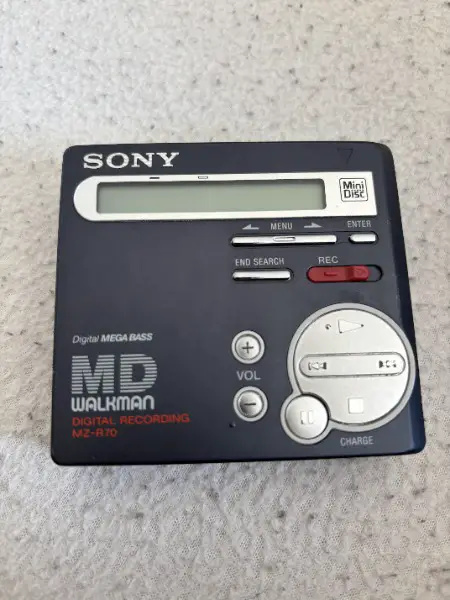 SONY
Mini
Disc
MENU
ENTER
END SEARCH
REC
Digital MEGA BASS
VOL
MD
WALKMAN
DIGITAL RECORDING
MZ-R70
CHARGE